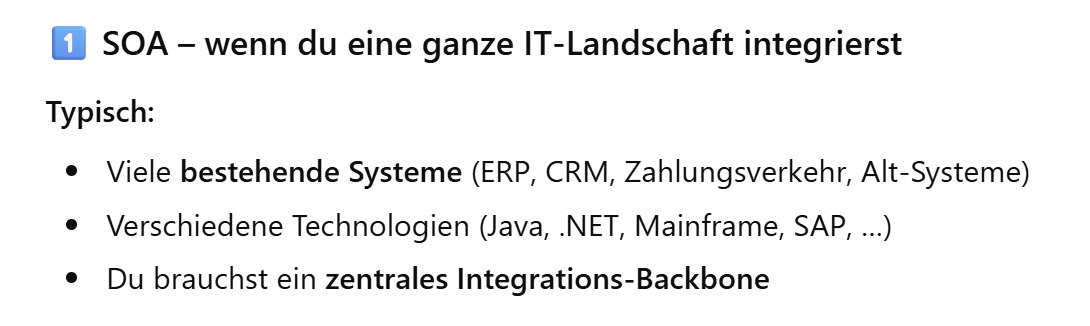 1 SOA – wenn du eine ganze IT-Landschaft integrierst
Typisch:
• Viele bestehende Systeme (ERP, CRM, Zahlungsverkehr, Alt-Systeme)
• Verschiedene Technologien (Java, .NET, Mainframe, SAP, …)
• Du brauchst ein zentrales Integrations-Backbone